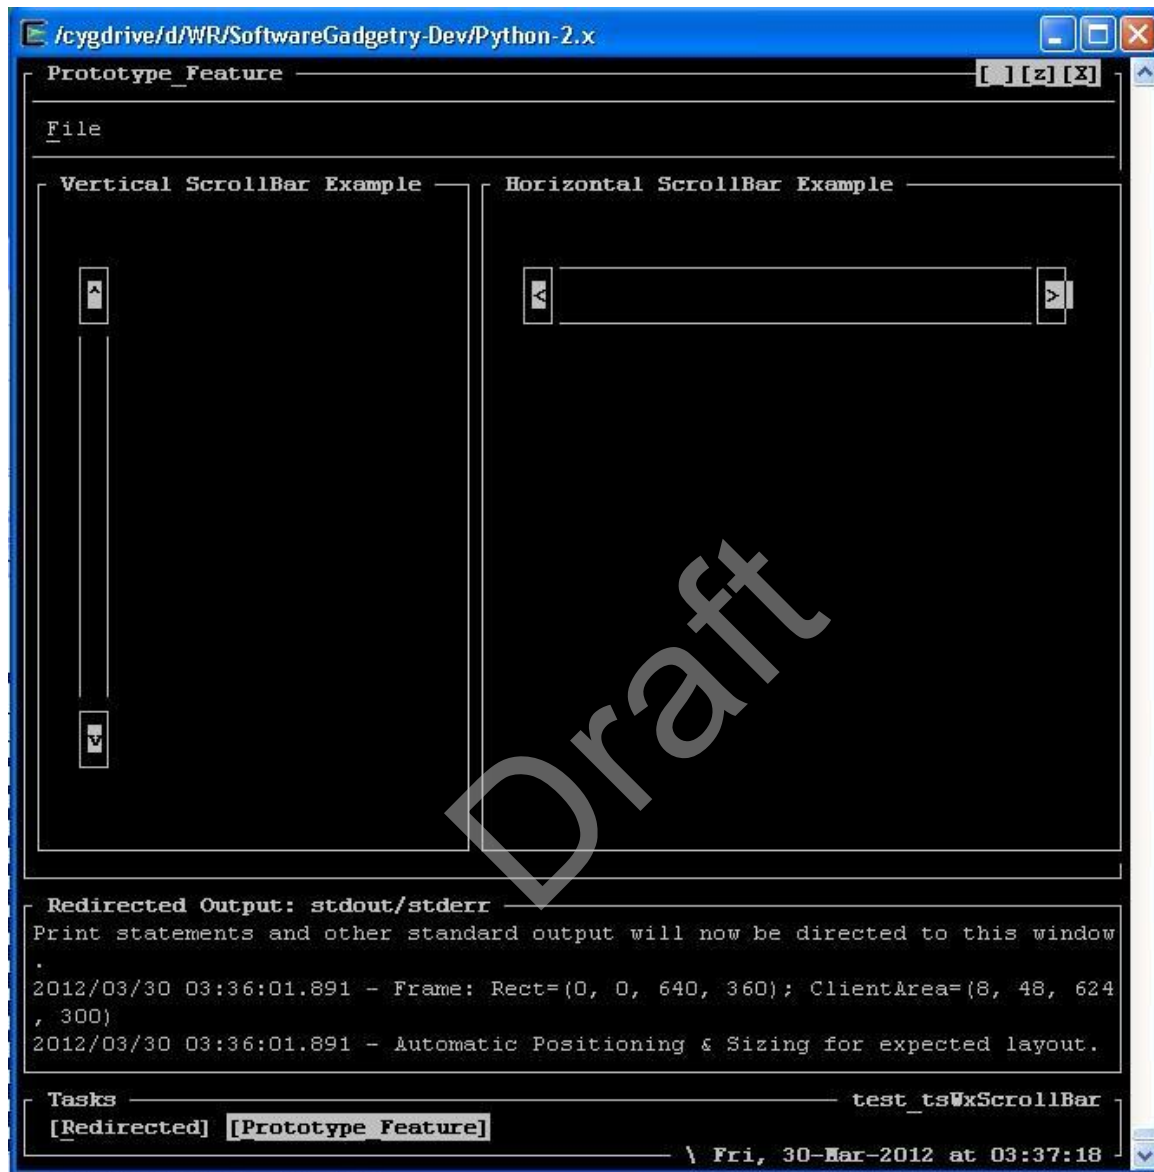 /cygdrive/d/WR/SoftwareGadgetry-Dev/Python-2.x
Prototype_Feature [ ][z][X]
File
Vertical ScrollBar Example
Horizontal ScrollBar Example
^
< >
v
Draft
Redirected Output: stdout/stderr
Print statements and other standard output will now be directed to this window
.
2012/03/30 03:36:01.891 - Frame: Rect=(0, 0, 640, 360); ClientArea=(8, 48, 624
, 300)
2012/03/30 03:36:01.891 - Automatic Positioning & Sizing for expected layout.
Tasks test_tsWxScrollBar
[Redirected] [Prototype_Feature]
\ Fri, 30-Mar-2012 at 03:37:18